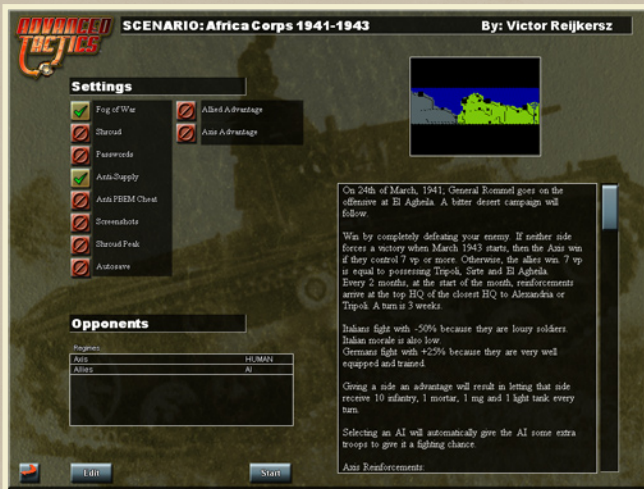 ADVANCED
TACTICS
SCENARIO: Africa Corps 1941-1943
By: Victor Reijkersz
Settings
Fog of War
Allied Advantage
Shroud
Axis Advantage
Passwords
Anti-Supply
Anti PBEM Cheat
Screenshots
Shroud Peak
Autosave
Opponents
Regimes
Axis HUMAN
Allies AI
On 24th of March, 1941; General Rommel goes on the
offensive at El Agheila. A bitter desert campaign will
follow.
Win by completely defeating your enemy. If neither side
forces a victory when March 1943 starts, then the Axis win
if they control 7 vp or more. Otherwise, the allies win. 7 vp
is equal to possessing Tripoli, Sirte and El Agheila.
Every 2 months, at the start of the month, reinforcements
arrive at the top HQ of the closest HQ to Alexandria or
Tripoli. A turn is 3 weeks.
Italians fight with -50% because they are lousy soldiers.
Italian morale is also low.
Germans fight with +25% because they are very well
equipped and trained.
Giving a side an advantage will result in letting that side
receive 10 infantry, 1 mortar, 1 mg and 1 light tank every
turn.
Selecting an AI will automatically give the AI some extra
troops to give it a fighting chance.
Axis Reinforcements:
Edit
Start